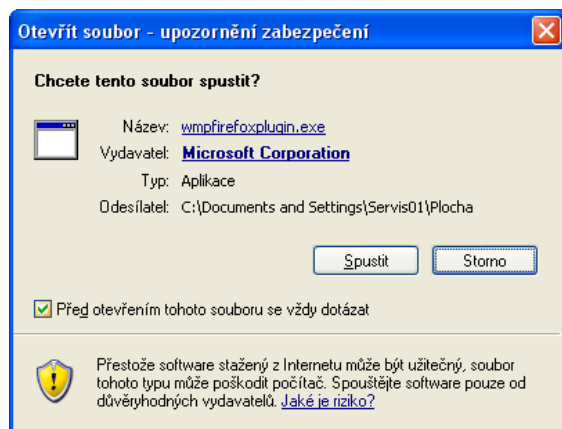 Otevřít soubor - upozornění zabezpečení
Chcete tento soubor spustit?
Název: wmpfirefoxplugin.exe
Vydavatel: Microsoft Corporation
Typ: Aplikace
Odesílatel: C:\Documents and Settings\Servis01\Plocha
Spustit Storno
Před otevřením tohoto souboru se vždy dotázat
Přestože software stažený z Internetu může být užitečný, soubor
tohoto typu může poškodit počítač. Spouštějte software pouze od
důvěryhodných vydavatelů. Jaké je riziko?